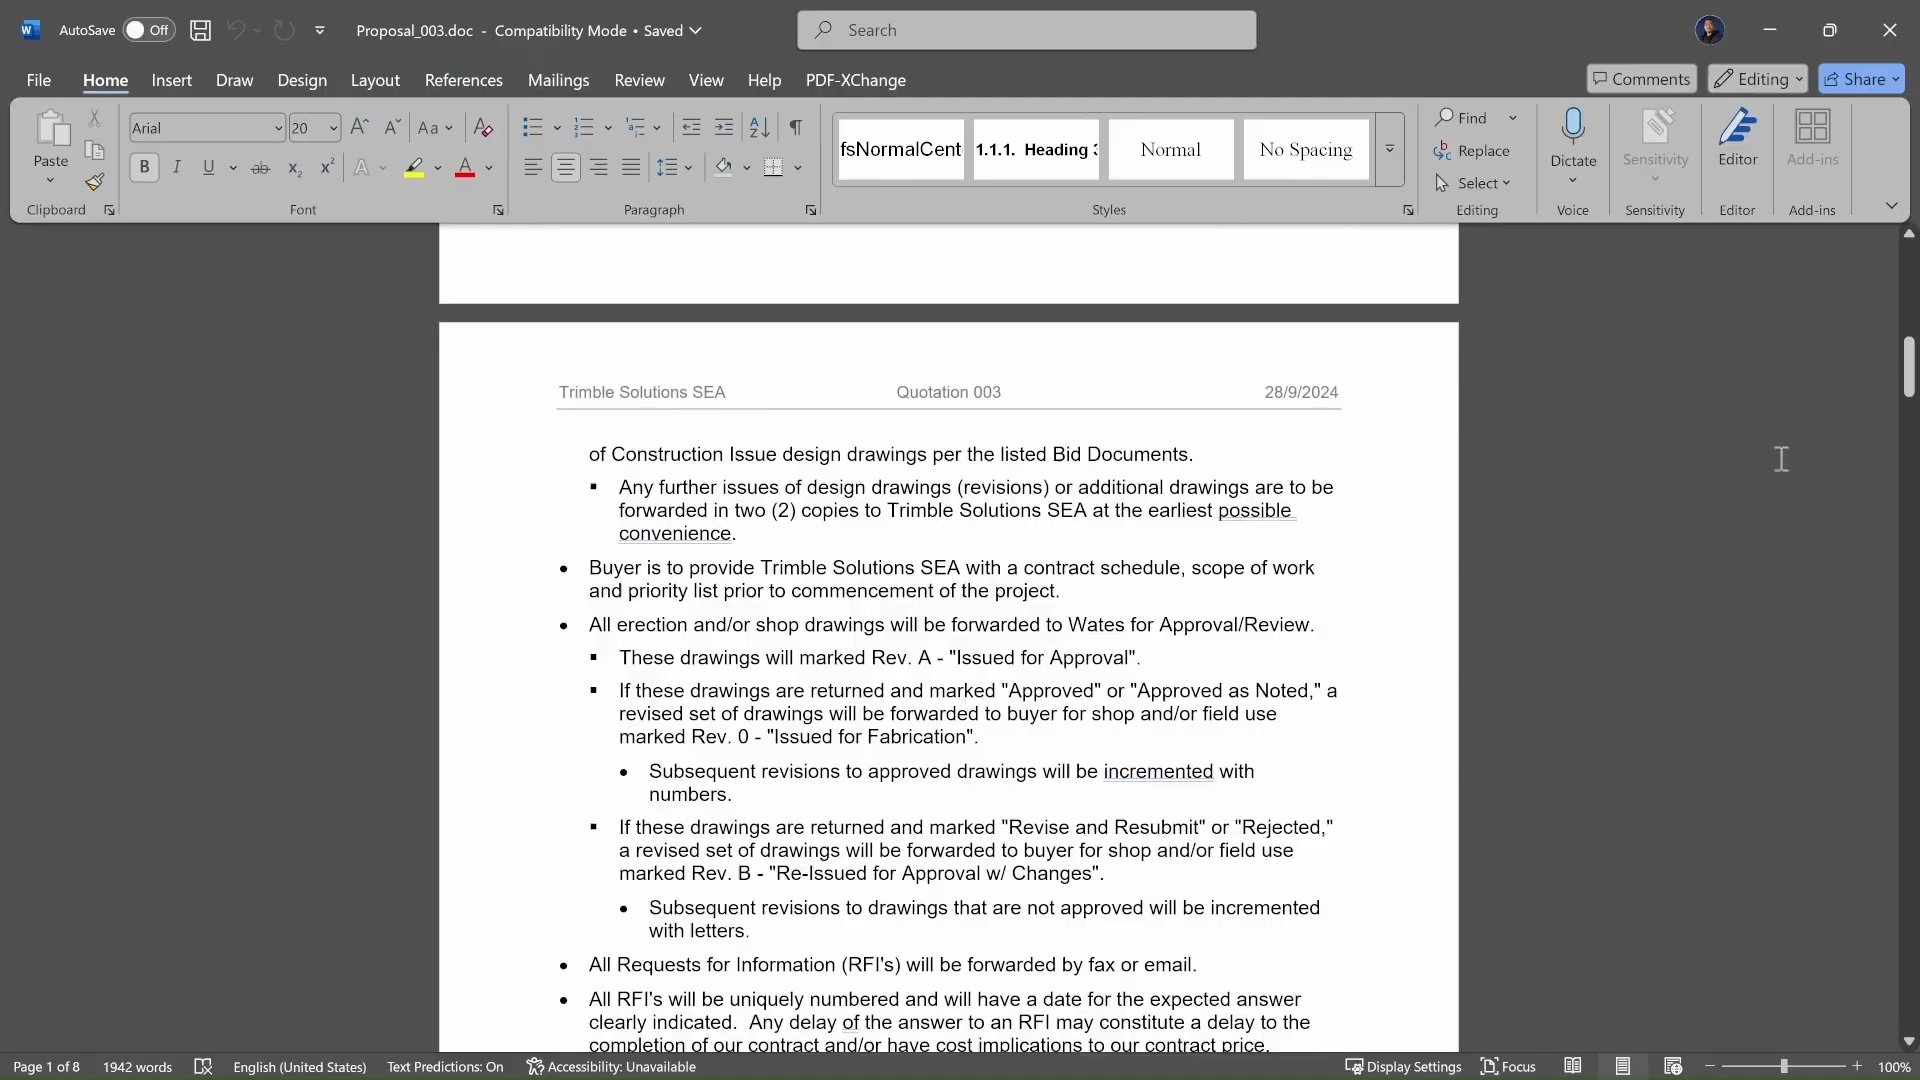 AutoSave Off Proposal_003.doc - Compatibility Mode • Saved Search
File Home Insert Draw Design Layout References Mailings Review View Help PDF-XChange Comments Editing Share
Paste
Clipboard
Arial 20
Font
Paragraph
fsNormalCent 1.1.1. Heading 3 Normal No Spacing
Styles
Find
Replace
Select
Editing
Dictate
Voice
Sensitivity
Sensitivity
Editor
Editor
Add-ins
Add-ins
Trimble Solutions SEA Quotation 003 28/9/2024
of Construction Issue design drawings per the listed Bid Documents.
▪ Any further issues of design drawings (revisions) or additional drawings are to be
forwarded in two (2) copies to Trimble Solutions SEA at the earliest possible
convenience.
• Buyer is to provide Trimble Solutions SEA with a contract schedule, scope of work
and priority list prior to commencement of the project.
• All erection and/or shop drawings will be forwarded to Wates for Approval/Review.
▪ These drawings will marked Rev. A - "Issued for Approval".
▪ If these drawings are returned and marked "Approved" or "Approved as Noted," a
revised set of drawings will be forwarded to buyer for shop and/or field use
marked Rev. 0 - "Issued for Fabrication".
• Subsequent revisions to approved drawings will be incremented with
numbers.
▪ If these drawings are returned and marked "Revise and Resubmit" or "Rejected,"
a revised set of drawings will be forwarded to buyer for shop and/or field use
marked Rev. B - "Re-Issued for Approval w/ Changes".
• Subsequent revisions to drawings that are not approved will be incremented
with letters.
• All Requests for Information (RFI's) will be forwarded by fax or email.
• All RFI's will be uniquely numbered and will have a date for the expected answer
clearly indicated. Any delay of the answer to an RFI may constitute a delay to the
completion of our contract and/or have cost implications to our contract price.
Page 1 of 8 1942 words English (United States) Text Predictions: On Accessibility: Unavailable Display Settings Focus 100%